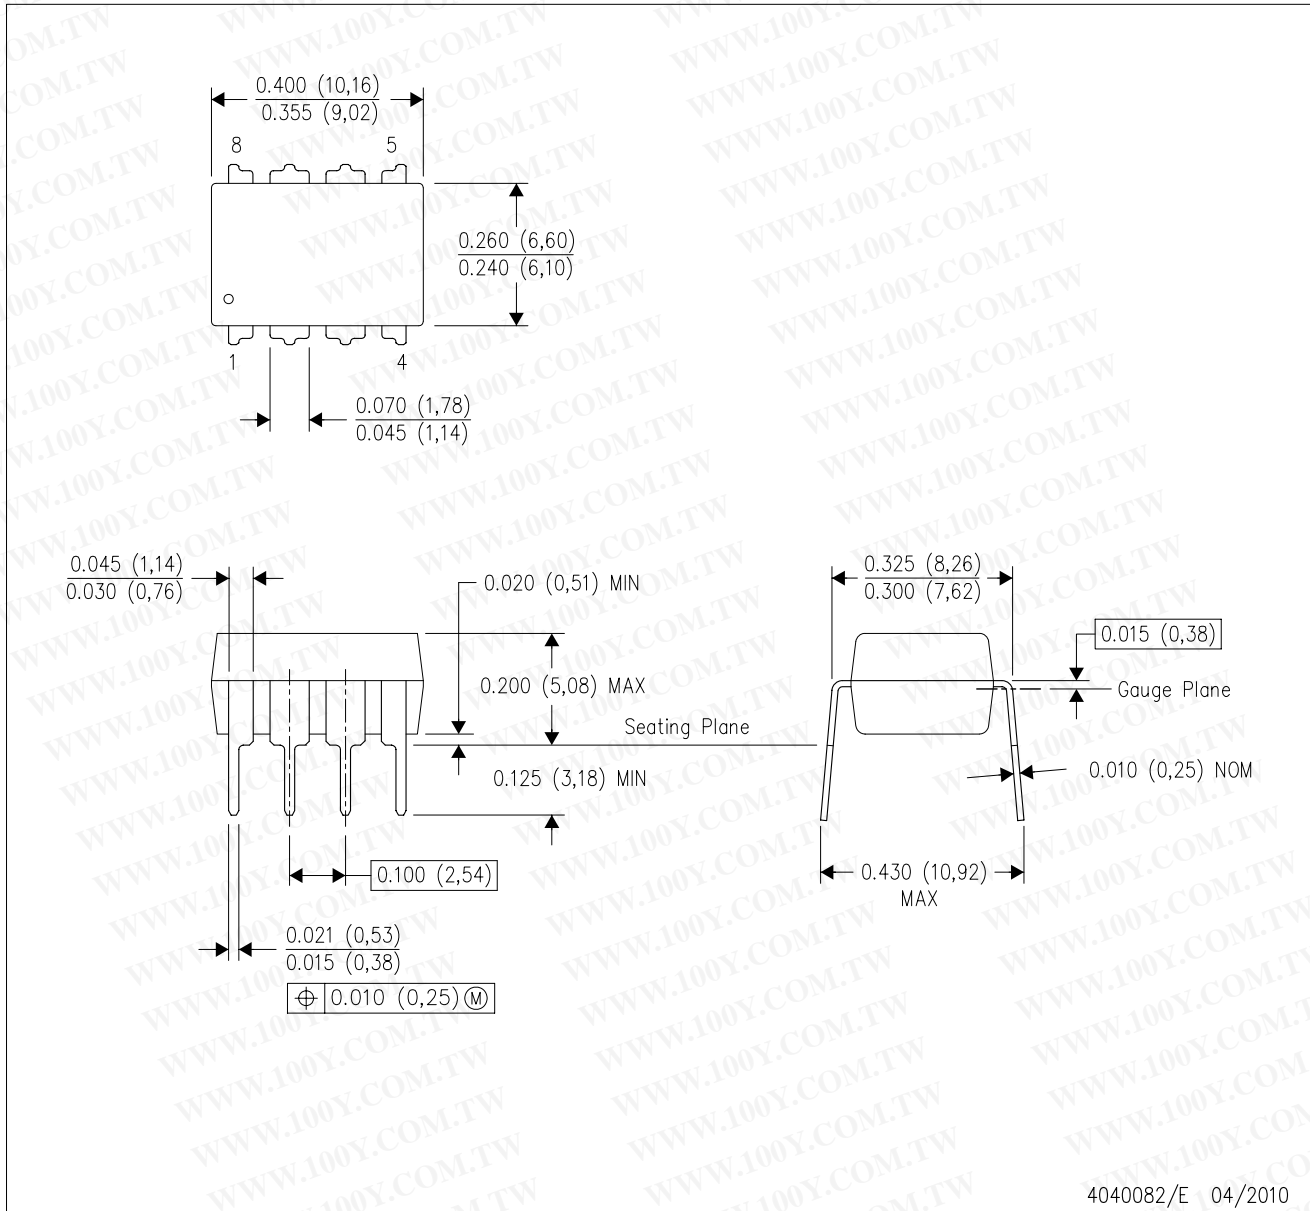 0.400 (10,16)
0.355 (9,02)
8
5
0.260 (6,60)
0.240 (6,10)
1
4
0.070 (1,78)
0.045 (1,14)
0.045 (1,14)
0.030 (0,76)
0.020 (0,51) MIN
0.325 (8,26)
0.300 (7,62)
0.015 (0,38)
0.200 (5,08) MAX
Gauge Plane
Seating Plane
0.125 (3,18) MIN
0.010 (0,25) NOM
0.100 (2,54)
0.430 (10,92)
MAX
0.021 (0,53)
0.015 (0,38)
⌖ 0.010 (0,25) Ⓜ
4040082/E 04/2010
WWW.100Y.COM.TW